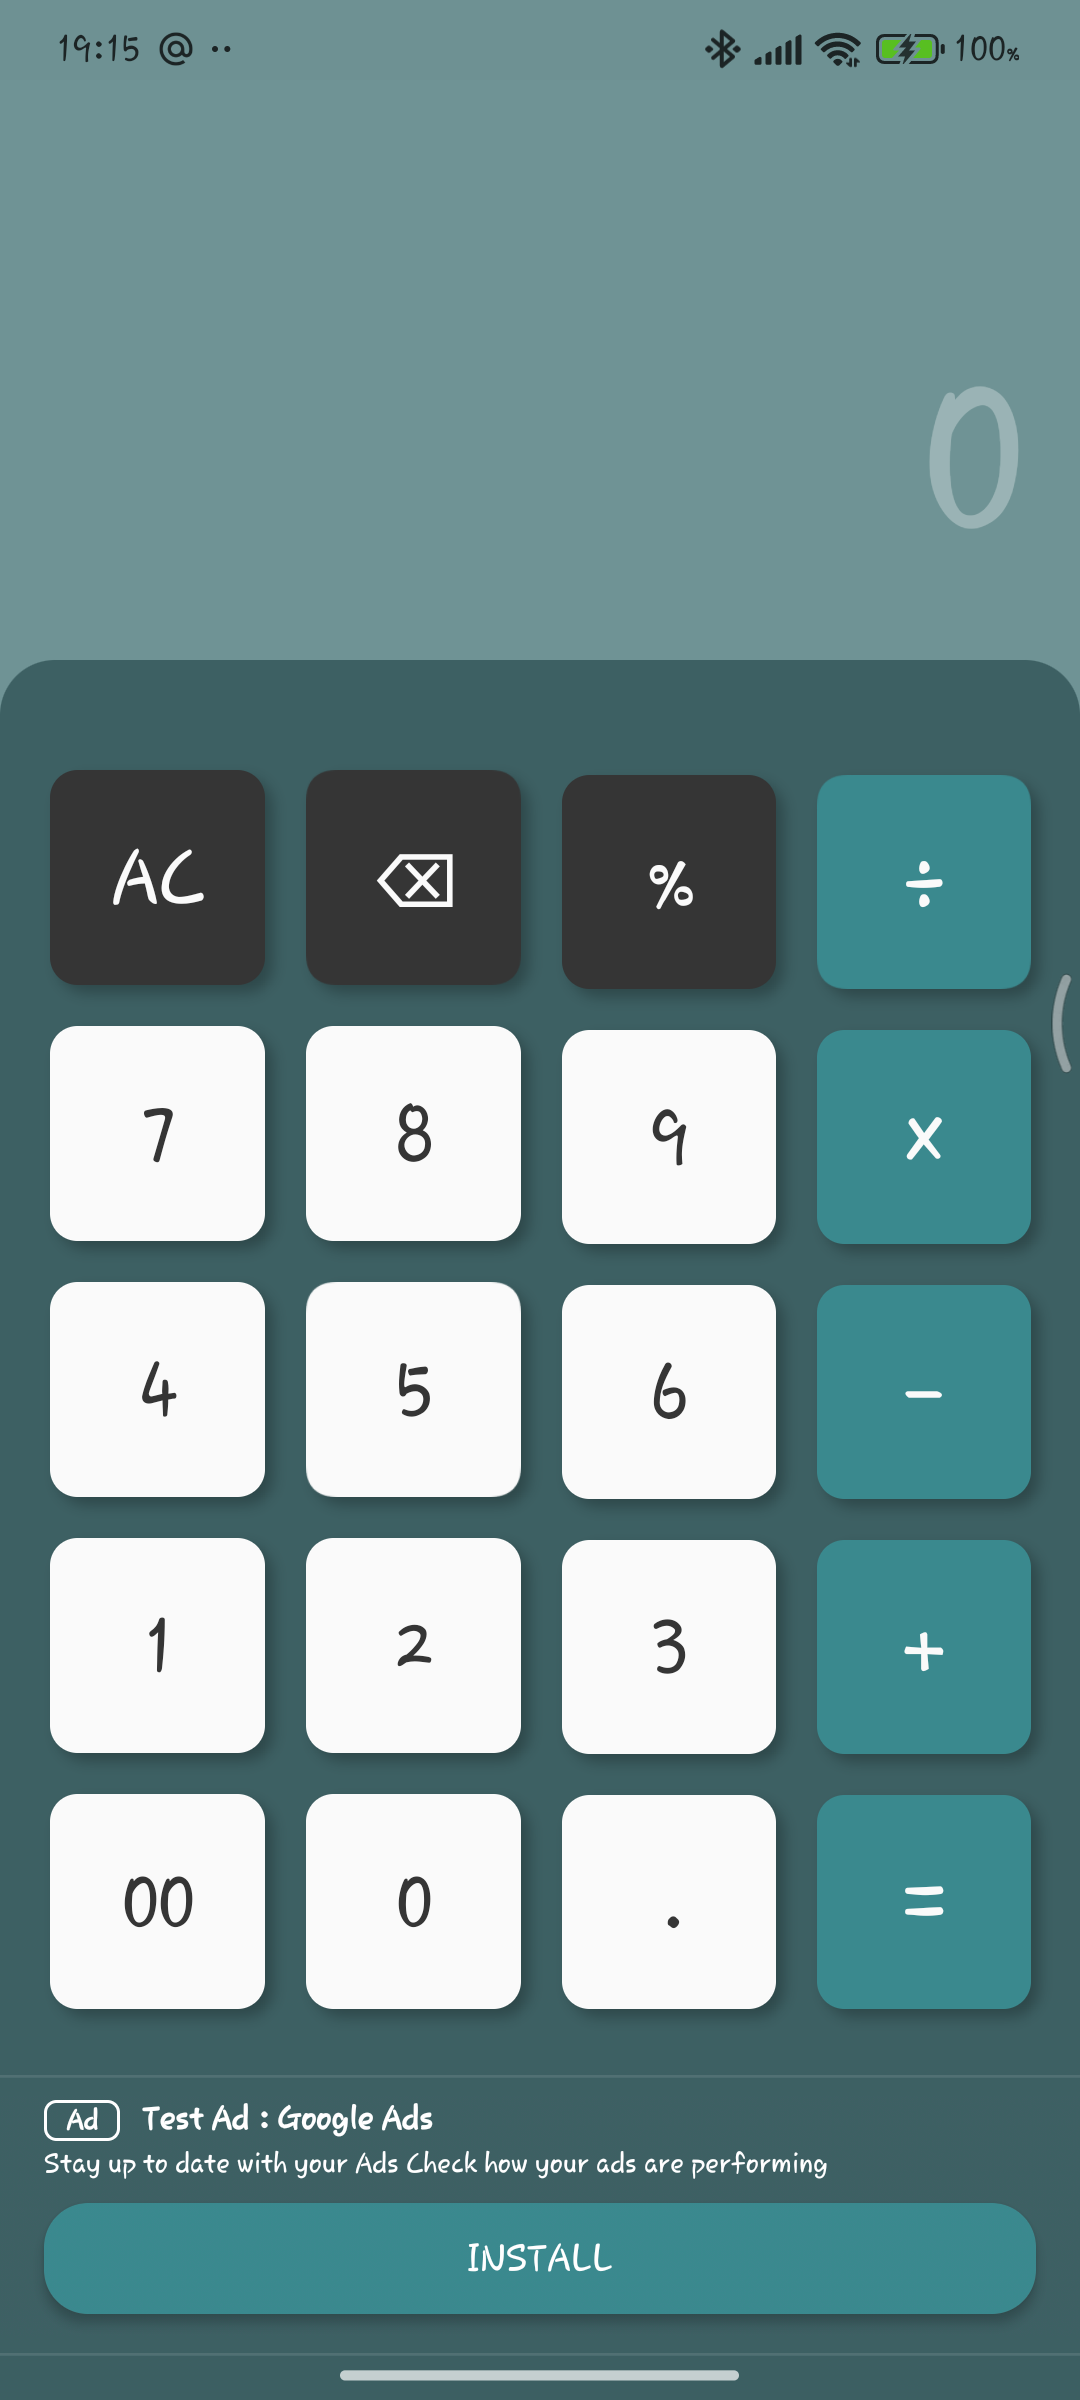 19:15 @ ·· 100%
0
AC % ÷
7 8 9 ×
4 5 6 −
1 2 3 +
00 0 . =
Ad Test Ad : Google Ads
Stay up to date with your Ads Check how your ads are performing
INSTALL